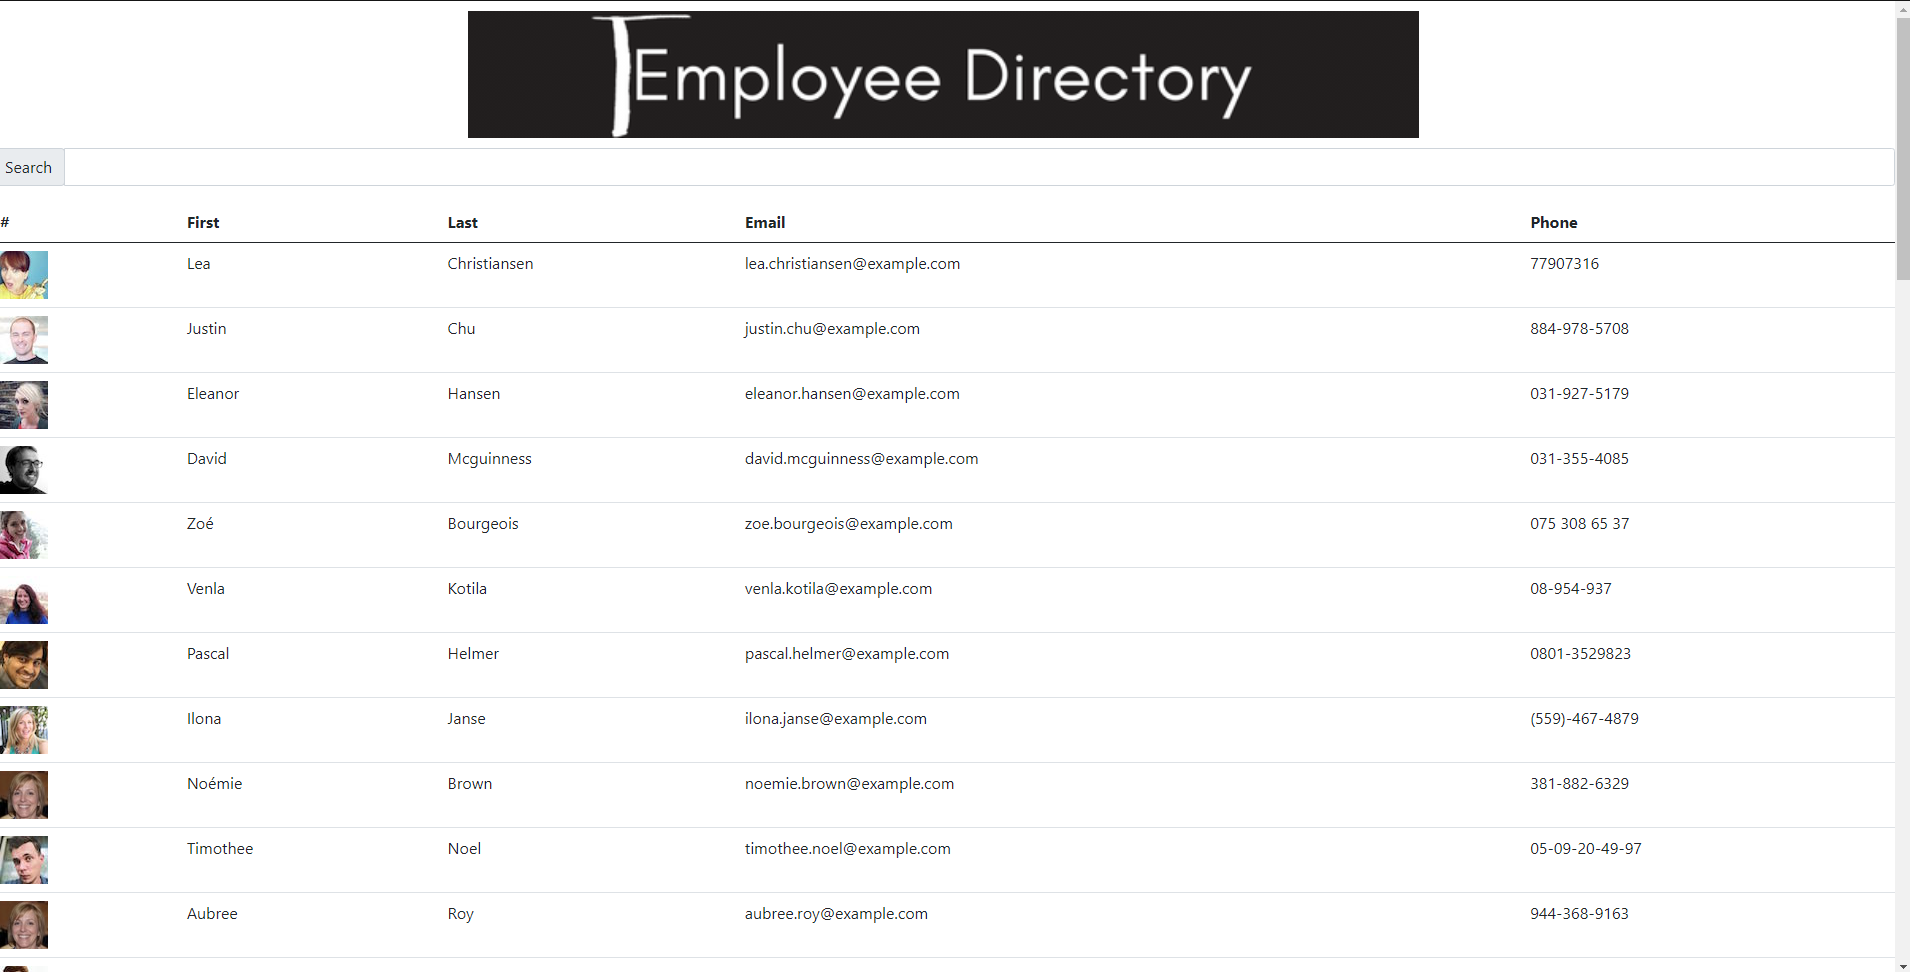 Employee Directory
Search
# First Last Email Phone
Lea Christiansen lea.christiansen@example.com 77907316
Justin Chu justin.chu@example.com 884-978-5708
Eleanor Hansen eleanor.hansen@example.com 031-927-5179
David Mcguinness david.mcguinness@example.com 031-355-4085
Zoé Bourgeois zoe.bourgeois@example.com 075 308 65 37
Venla Kotila venla.kotila@example.com 08-954-937
Pascal Helmer pascal.helmer@example.com 0801-3529823
Ilona Janse ilona.janse@example.com (559)-467-4879
Noémie Brown noemie.brown@example.com 381-882-6329
Timothee Noel timothee.noel@example.com 05-09-20-49-97
Aubree Roy aubree.roy@example.com 944-368-9163